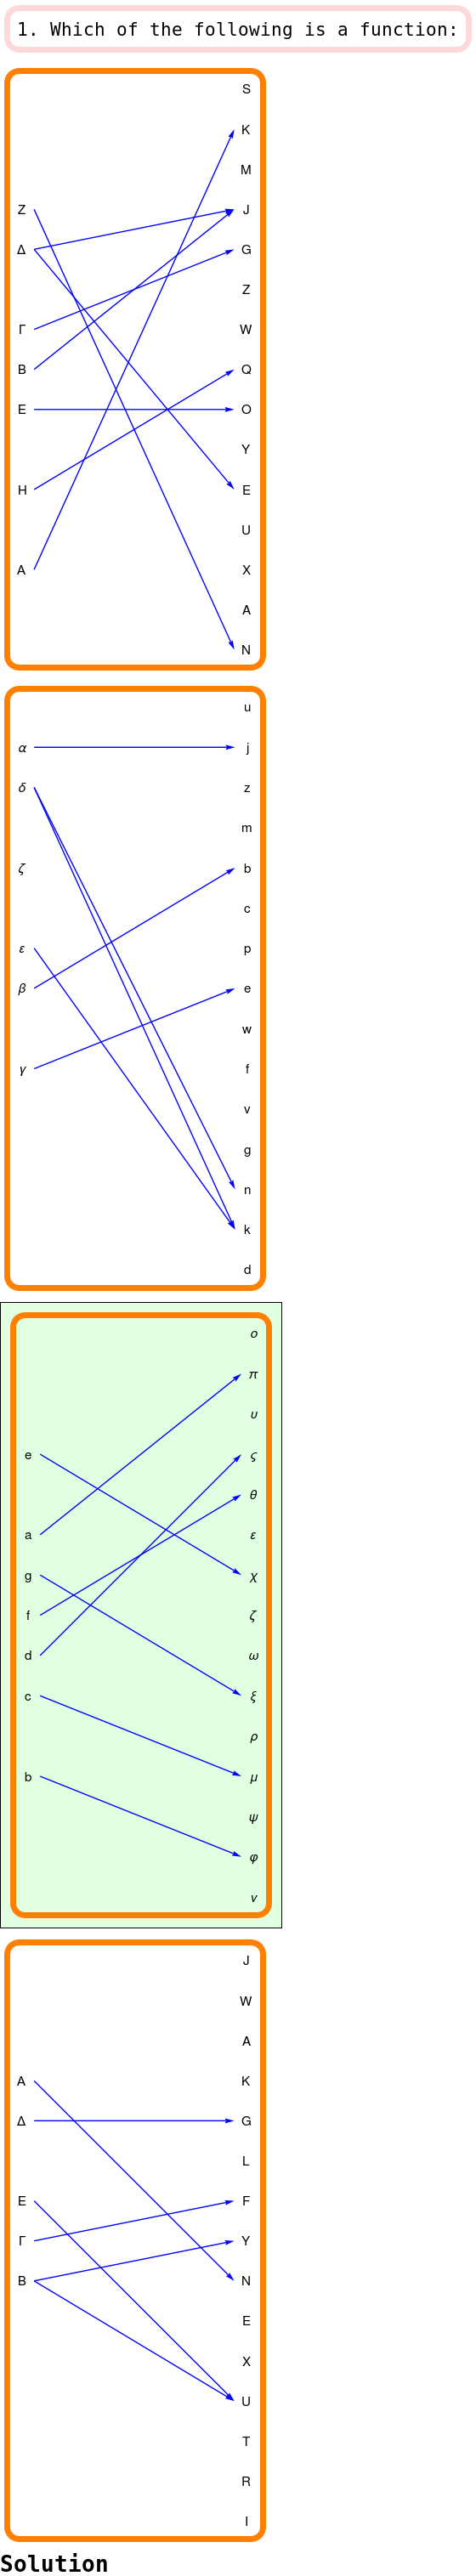 1. Which of the following is a function:
S
K
M
Z J
Δ G
Z
Γ W
B Q
E O
Y
H E
U
A X
A
N
u
α j
δ z
m
ζ b
c
ε p
β e
w
γ f
v
g
n
k
d
ο
π
υ
e ς
θ
a ε
g χ
f ζ
d ω
c ξ
ρ
b μ
ψ
φ
ν
J
W
A
A K
Δ G
L
E F
Γ Y
B N
E
X
U
T
R
I
Solution